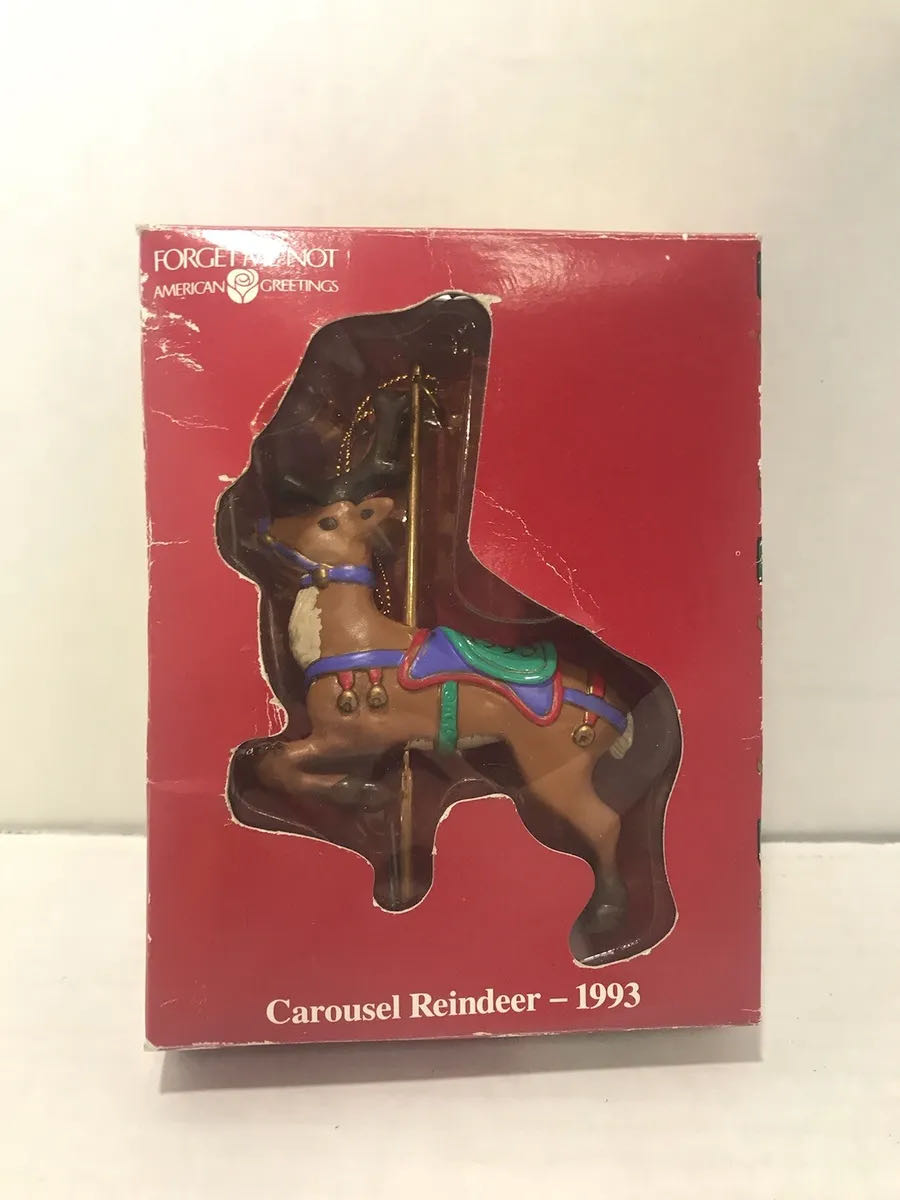 FORGET ME NOT
AMERICAN GREETINGS
Carousel Reindeer – 1993